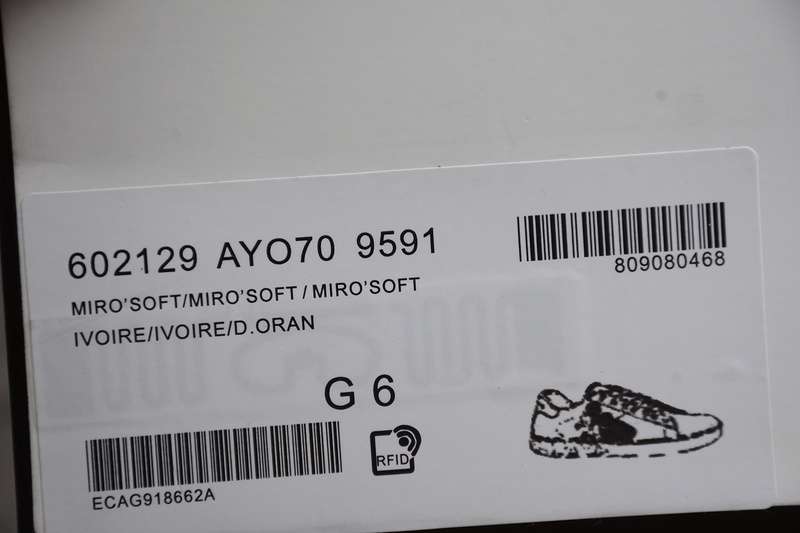 602129 AYO70 9591
809080468
MIRO'SOFT/MIRO'SOFT / MIRO'SOFT
IVOIRE/IVOIRE/D.ORAN
G 6
RFID
ECAG918662A